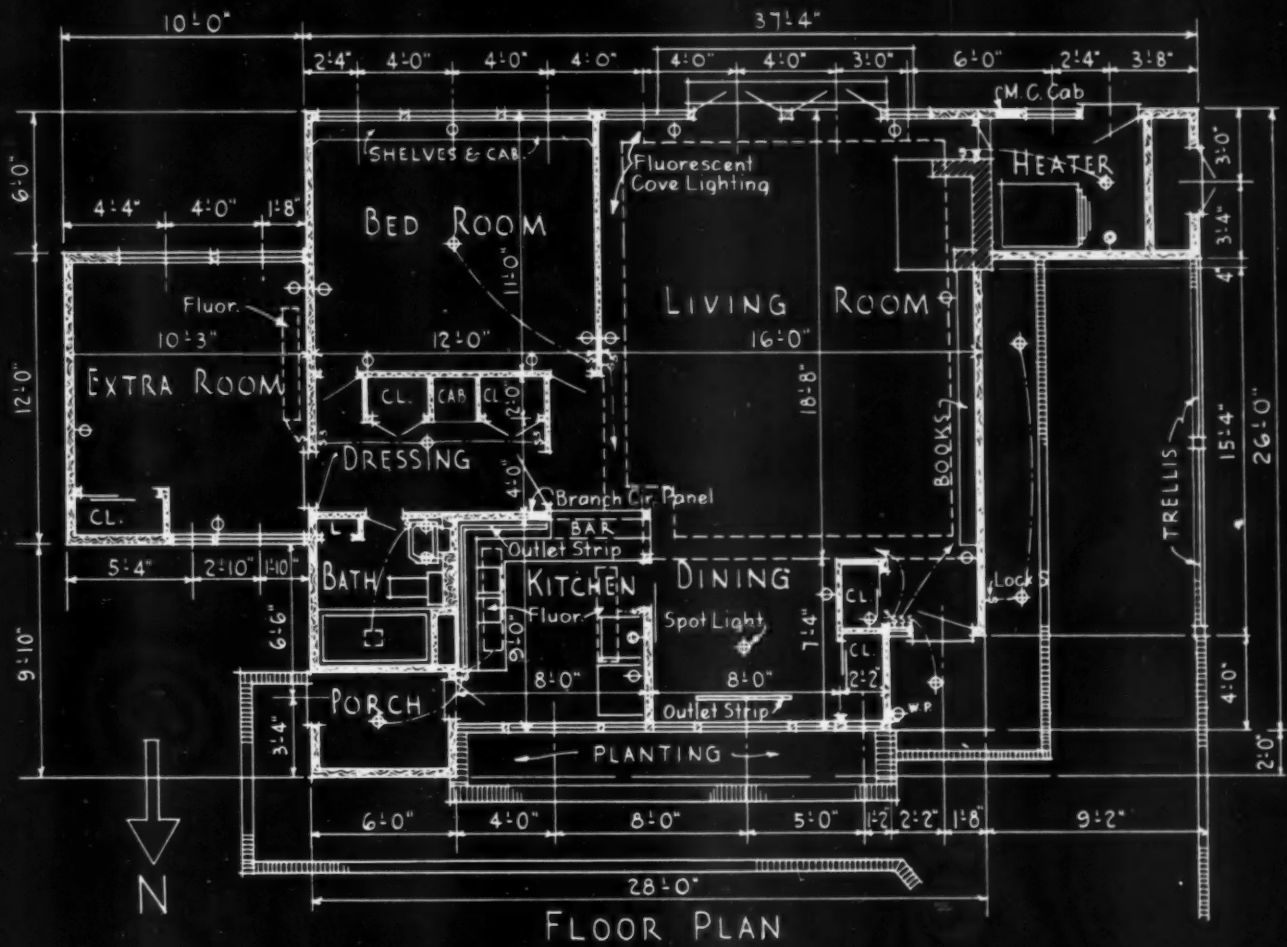 10'-0"
37'-4"
2'-4"
4'-0"
4'-0"
4'-0"
4'-0"
4'-0"
3'-0"
6'-0"
2'-4"
3'-8"
M.C. Cab
SHELVES & CAB.
Fluorescent
Cove Lighting
HEATER
6'-0"
3'-0"
4'-4"
4'-0"
1'-8"
BED ROOM
11'-0"
3'-4"
4"
Fluor.
LIVING ROOM
10'-3"
12'-0"
16'-0"
12'-0"
EXTRA ROOM
CL.
CAB
CL.
2'-0"
18'-8"
BOOKS
TRELLIS
15'-4"
26'-0"
DRESSING
4'-0"
Branch Cir. Panel
CL.
L
BAR
Outlet Strip
5'-4"
2'-10"
1'-10"
BATH
KITCHEN
DINING
CL.
Lock S
Fluor.
Spot Light
9'-10"
6'-6"
9'-0"
7'-4"
CL.
8'-0"
8'-0"
2'-2"
4'-0"
PORCH
Outlet Strip
W.P.
3'-4"
PLANTING
2'-0"
6'-0"
4'-0"
8'-0"
5'-0"
1'-2"
2'-2"
1'-8"
9'-2"
N
28'-0"
FLOOR PLAN